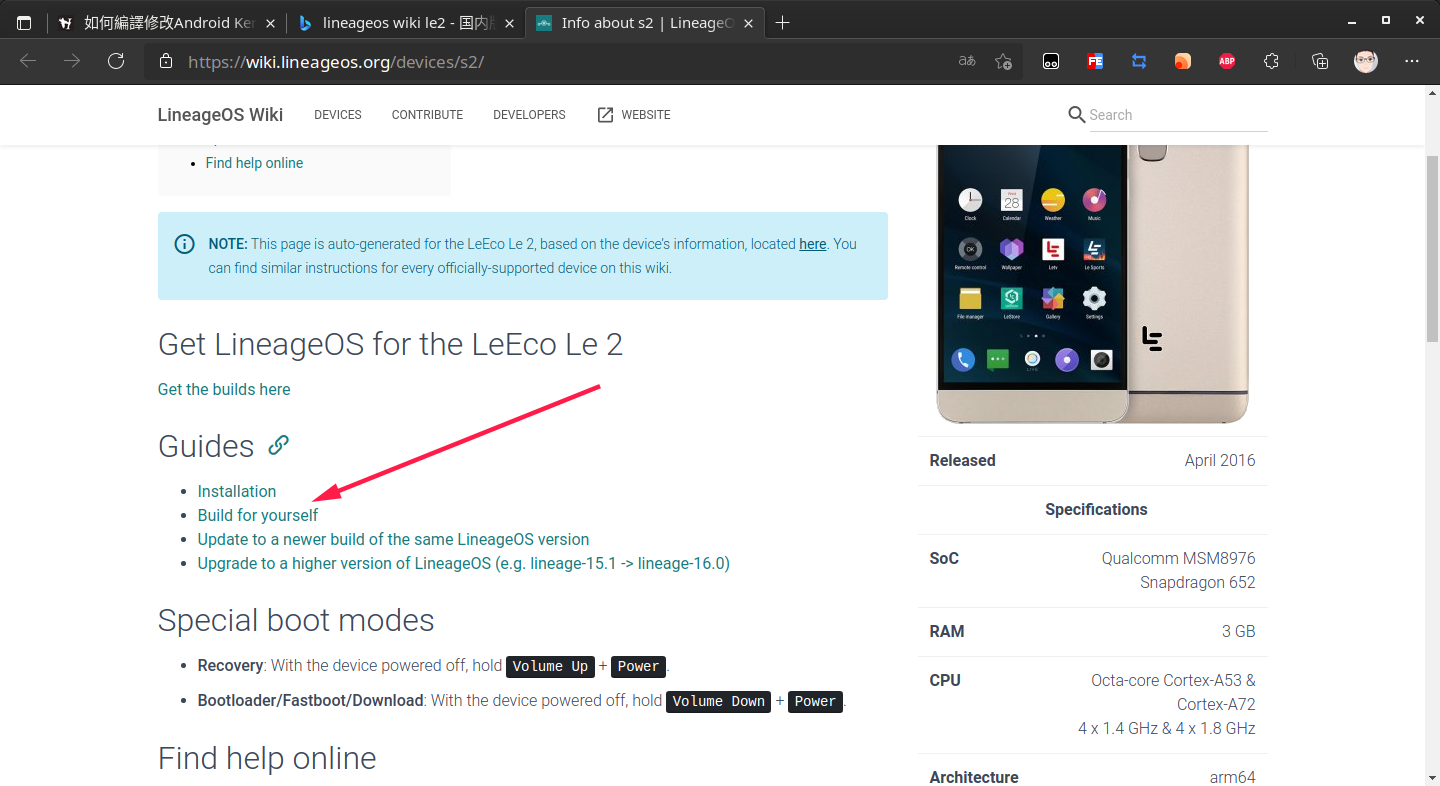 如何編譯修改Android Ker
lineageos wiki le2 - 国内版
Info about s2 | LineageO
https://wiki.lineageos.org/devices/s2/
aあ
FE
ABP
LineageOS Wiki
DEVICES
CONTRIBUTE
DEVELOPERS
WEBSITE
Search
Find help online
NOTE: This page is auto-generated for the LeEco Le 2, based on the device's information, located here. You
can find similar instructions for every officially-supported device on this wiki.
Get LineageOS for the LeEco Le 2
Get the builds here
Guides
Installation
Build for yourself
Update to a newer build of the same LineageOS version
Upgrade to a higher version of LineageOS (e.g. lineage-15.1 -> lineage-16.0)
Special boot modes
Recovery: With the device powered off, hold Volume Up + Power.
Bootloader/Fastboot/Download: With the device powered off, hold Volume Down + Power.
Find help online
Wed
28
Clock Calendar Weather Music
OK
Remote control Wallpaper Letv Le Sports
File manager LeStore Gallery Settings
LIVE
Released April 2016
Specifications
SoC Qualcomm MSM8976
Snapdragon 652
RAM 3 GB
CPU Octa-core Cortex-A53 &
Cortex-A72
4 x 1.4 GHz & 4 x 1.8 GHz
Architecture arm64